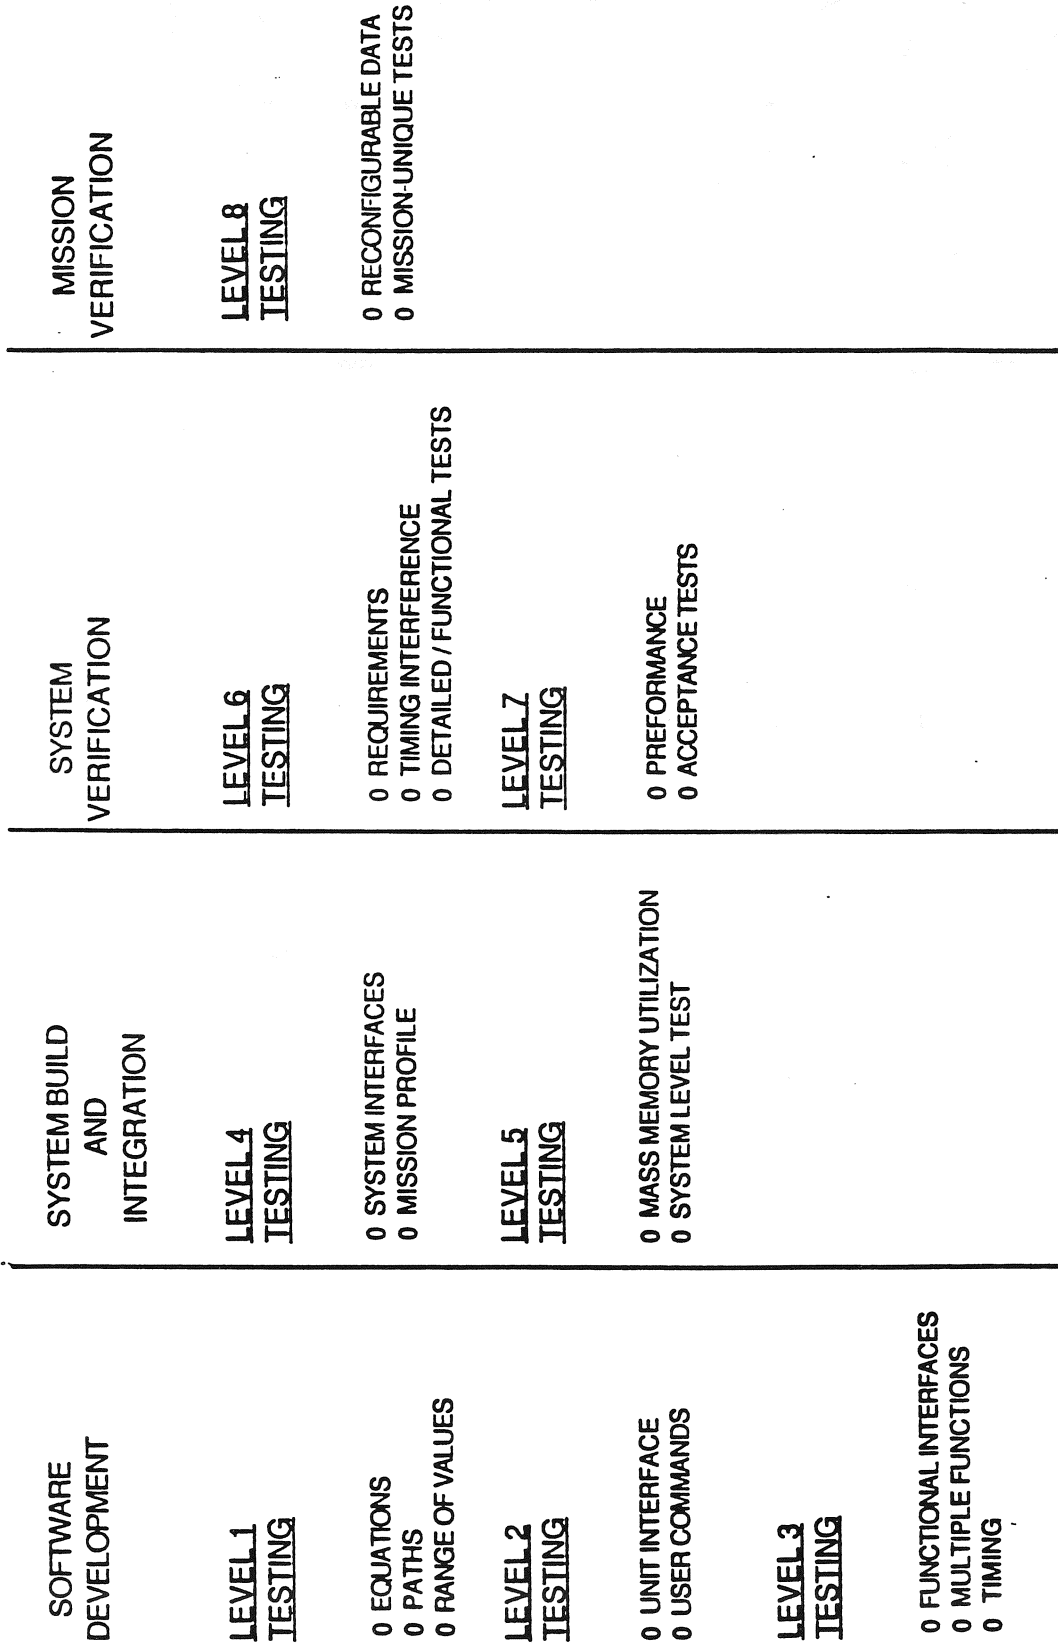 SOFTWARE
DEVELOPMENT
LEVEL 1
TESTING
0 EQUATIONS
0 PATHS
0 RANGE OF VALUES
LEVEL 2
TESTING
0 UNIT INTERFACE
0 USER COMMANDS
LEVEL 3
TESTING
0 FUNCTIONAL INTERFACES
0 MULTIPLE FUNCTIONS
0 TIMING
SYSTEM BUILD
AND
INTEGRATION
LEVEL 4
TESTING
0 SYSTEM INTERFACES
0 MISSION PROFILE
LEVEL 5
TESTING
0 MASS MEMORY UTILIZATION
0 SYSTEM LEVEL TEST
SYSTEM
VERIFICATION
LEVEL 6
TESTING
0 REQUIREMENTS
0 TIMING INTERFERENCE
0 DETAILED / FUNCTIONAL TESTS
LEVEL 7
TESTING
0 PREFORMANCE
0 ACCEPTANCE TESTS
MISSION
VERIFICATION
LEVEL 8
TESTING
0 RECONFIGURABLE DATA
0 MISSION-UNIQUE TESTS